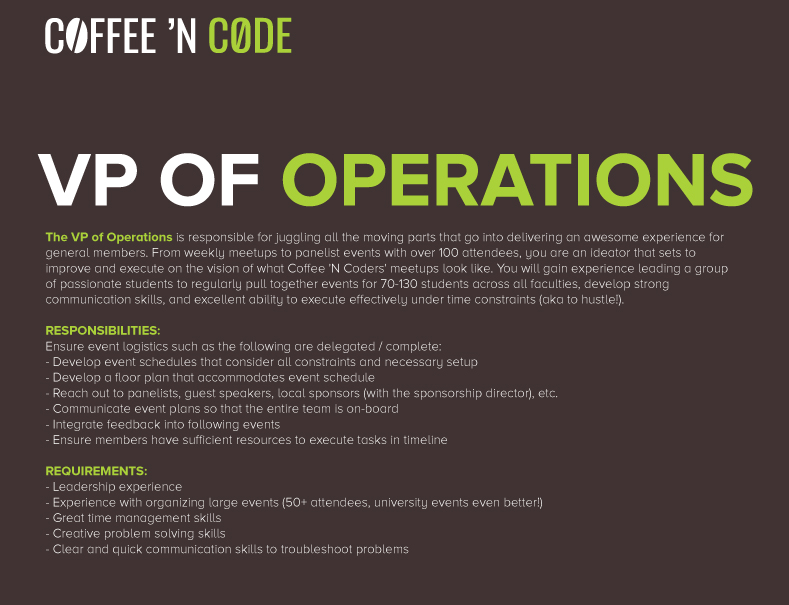 COFFEE 'N CODE
VP OF OPERATIONS
The VP of Operations is responsible for juggling all the moving parts that go into delivering an awesome experience for
general members. From weekly meetups to panelist events with over 100 attendees, you are an ideator that sets to
improve and execute on the vision of what Coffee 'N Coders' meetups look like. You will gain experience leading a group
of passionate students to regularly pull together events for 70-130 students across all faculties, develop strong
communication skills, and excellent ability to execute effectively under time constraints (aka to hustle!).
RESPONSIBILITIES:
Ensure event logistics such as the following are delegated / complete:
- Develop event schedules that consider all constraints and necessary setup
- Develop a floor plan that accommodates event schedule
- Reach out to panelists, guest speakers, local sponsors (with the sponsorship director), etc.
- Communicate event plans so that the entire team is on-board
- Integrate feedback into following events
- Ensure members have sufficient resources to execute tasks in timeline
REQUIREMENTS:
- Leadership experience
- Experience with organizing large events (50+ attendees, university events even better!)
- Great time management skills
- Creative problem solving skills
- Clear and quick communication skills to troubleshoot problems